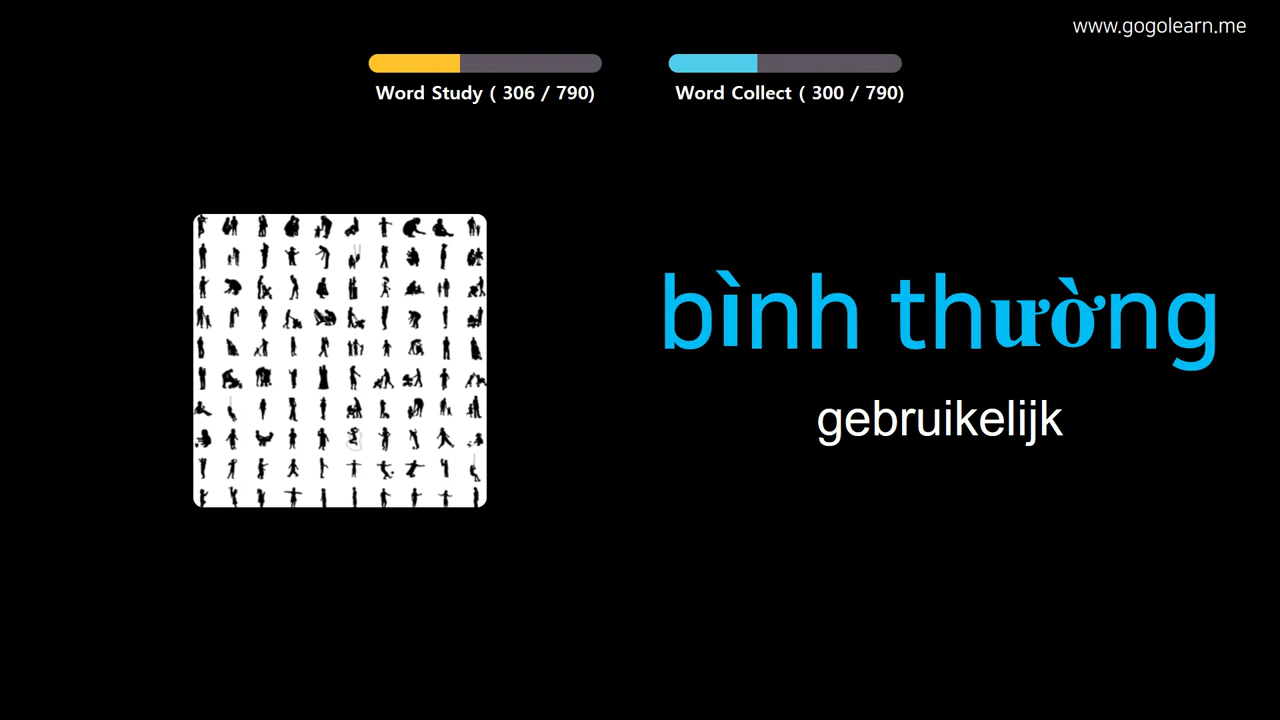 www.gogolearn.me
Word Study ( 306 / 790)
Word Collect ( 300 / 790)
bình thường
gebruikelijk